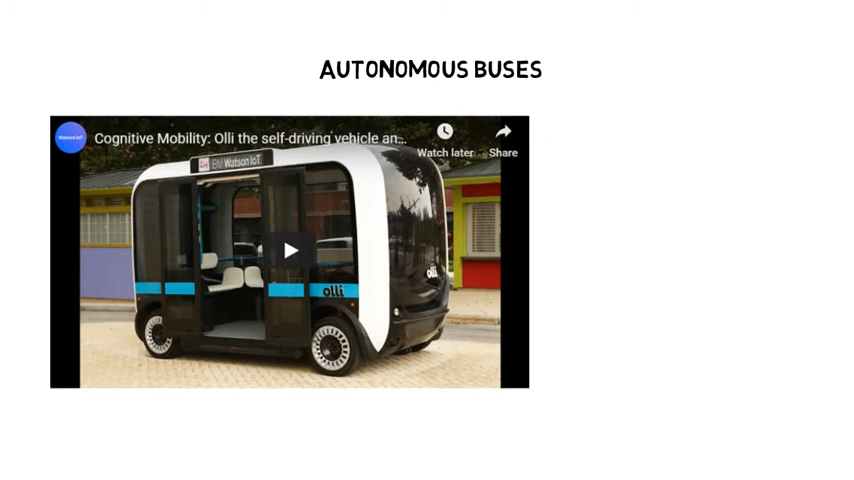 AUTONOMOUS BUSES
Cognitive Mobility: Olli the self-driving vehicle an...
Watch later
Share
IBM Watson IoT
olli
olli